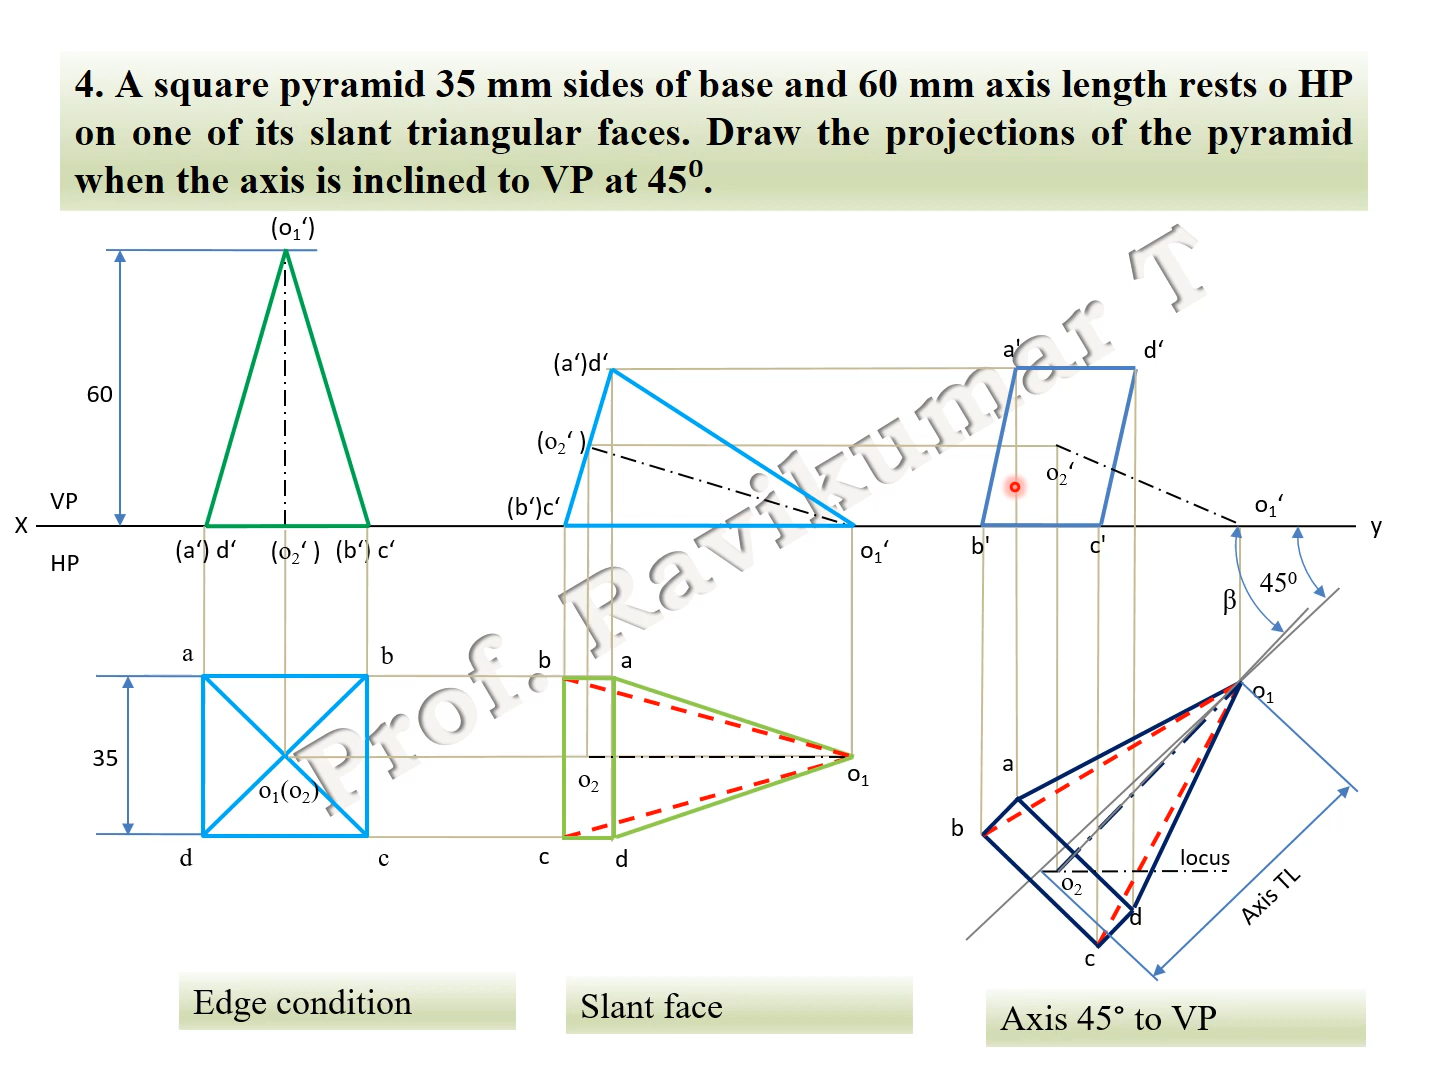 4. A square pyramid 35 mm sides of base and 60 mm axis length rests o HP
on one of its slant triangular faces. Draw the projections of the pyramid
when the axis is inclined to VP at 45⁰.
(o₁‘)
60
VP
X
HP
(a‘) d‘
(o₂‘ )
(b‘) c‘
a
b
35
o₁(o₂)
d
c
(a‘)d‘
(o₂‘ )
(b‘)c‘
o₁‘
b
a
o₂
o₁
c
d
a'
d‘
o₂‘
o₁‘
y
b'
c'
β
45⁰
o₁
a
b
locus
o₂
d
c
Axis TL
Prof. Ravikumar T
Edge condition
Slant face
Axis 45° to VP